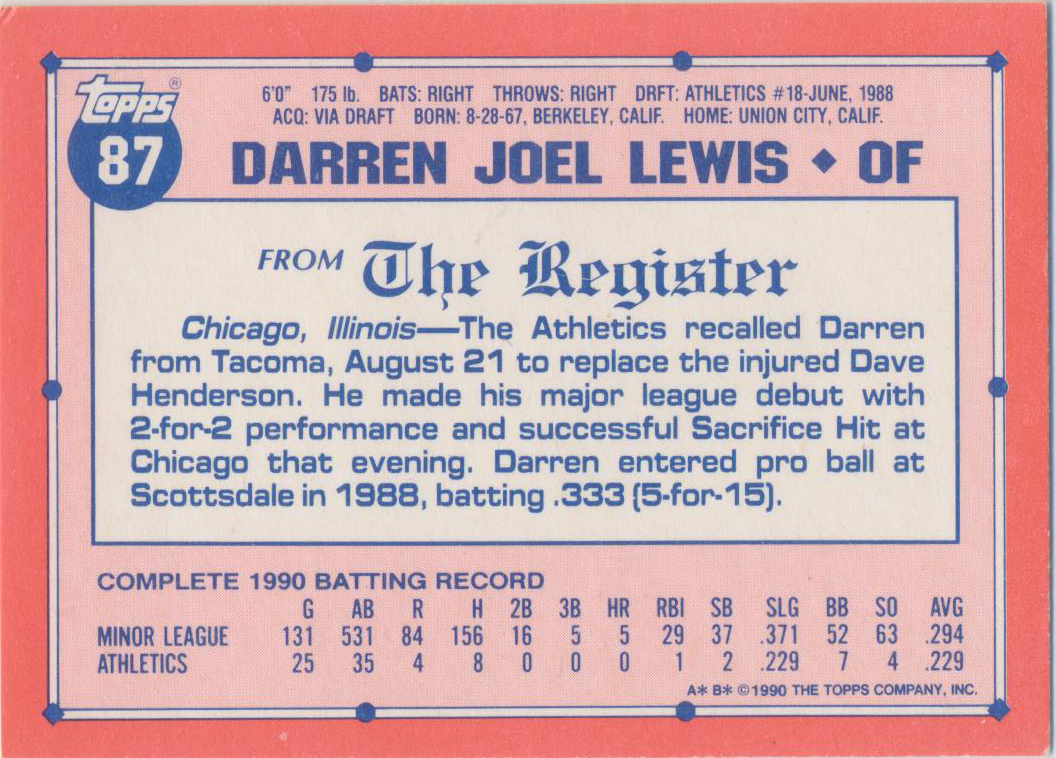 Topps®
87
6'0" 175 lb. BATS: RIGHT THROWS: RIGHT DRFT: ATHLETICS #18-JUNE, 1988
ACQ: VIA DRAFT BORN: 8-28-67, BERKELEY, CALIF. HOME: UNION CITY, CALIF.
DARREN JOEL LEWIS ◆ OF
FROM The Register
Chicago, Illinois—The Athletics recalled Darren
from Tacoma, August 21 to replace the injured Dave
Henderson. He made his major league debut with
2-for-2 performance and successful Sacrifice Hit at
Chicago that evening. Darren entered pro ball at
Scottsdale in 1988, batting .333 (5-for-15).
COMPLETE 1990 BATTING RECORD
G AB R H 2B 3B HR RBI SB SLG BB SO AVG
MINOR LEAGUE 131 531 84 156 16 5 5 29 37 .371 52 63 .294
ATHLETICS 25 35 4 8 0 0 0 1 2 .229 7 4 .229
A* B* ©1990 THE TOPPS COMPANY, INC.